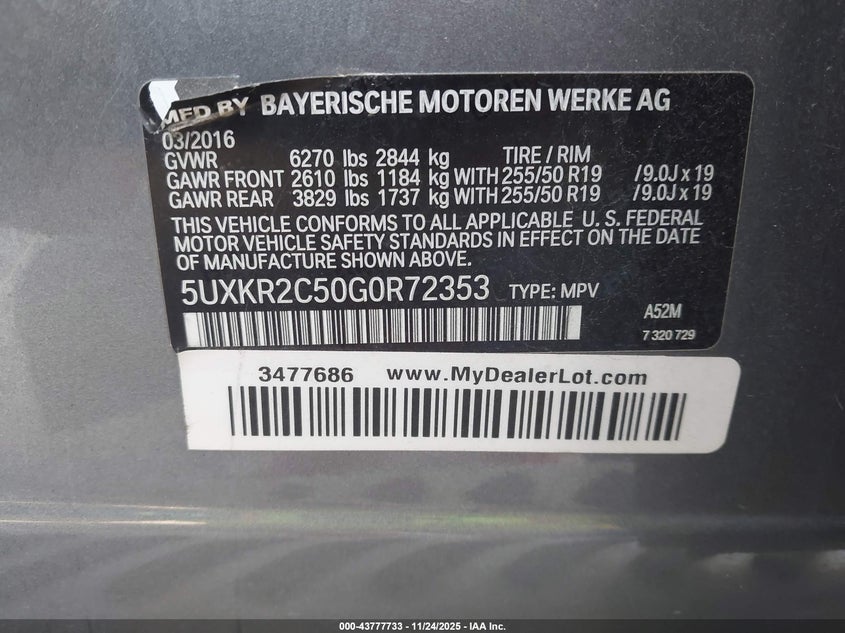 MFD BY BAYERISCHE MOTOREN WERKE AG
03/2016
GVWR 6270 lbs 2844 kg TIRE / RIM
GAWR FRONT 2610 lbs 1184 kg WITH 255/50 R19 /9.0J x 19
GAWR REAR 3829 lbs 1737 kg WITH 255/50 R19 /9.0J x 19
THIS VEHICLE CONFORMS TO ALL APPLICABLE U. S. FEDERAL
MOTOR VEHICLE SAFETY STANDARDS IN EFFECT ON THE DATE
OF MANUFACTURE SHOWN ABOVE.
5UXKR2C50G0R72353 TYPE: MPV A52M
7 320 729
3477686 www.MyDealerLot.com
000-43777733 - 11/24/2025 - IAA Inc.